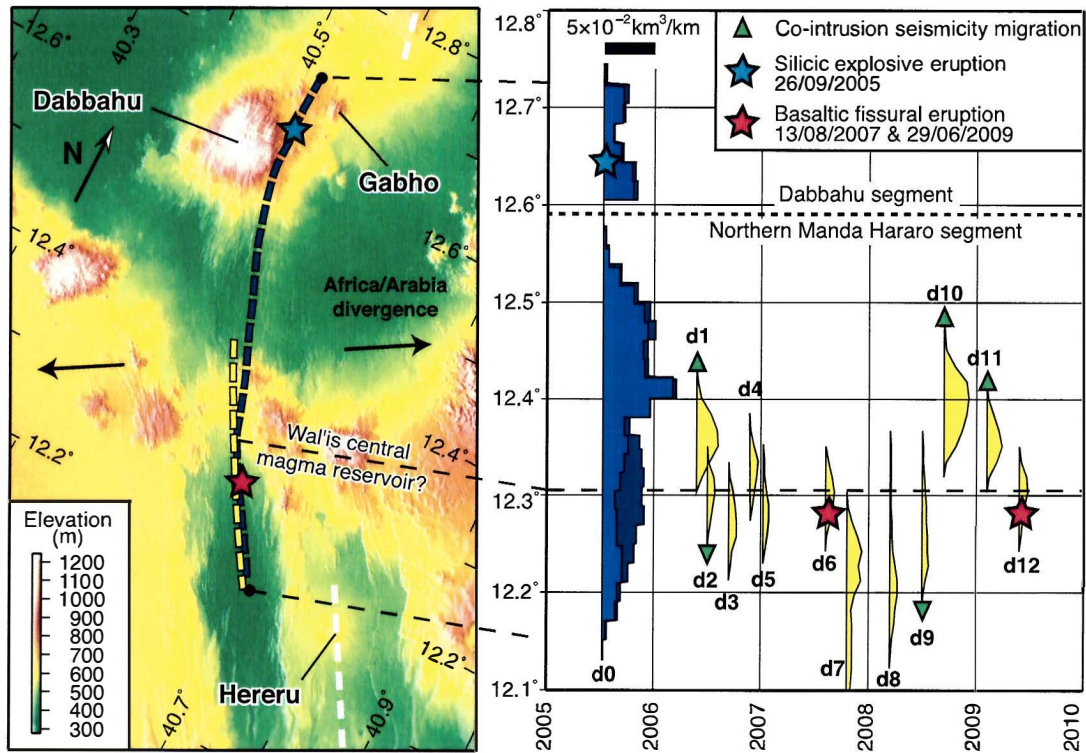 12.6°
40.3°
40.5°
12.8°
Dabbahu
N
Gabho
12.4°
12.6°
Africa/Arabia
divergence
12.2°
12.4°
Wal'is central
magma reservoir?
Elevation
(m)
1200
1100
1000
900
800
700
600
500
400
300
12.2°
Hereru
40.7°
40.9°
12.8°
12.7°
12.6°
12.5°
12.4°
12.3°
12.2°
12.1°
5×10⁻²km³/km
Co-intrusion seismicity migration
Silicic explosive eruption
26/09/2005
Basaltic fissural eruption
13/08/2007 & 29/06/2009
Dabbahu segment
Northern Manda Hararo segment
d10
d1
d11
d4
d2
d5
d6
d12
d3
d9
d7
d8
d0
2005
2006
2007
2008
2009
2010